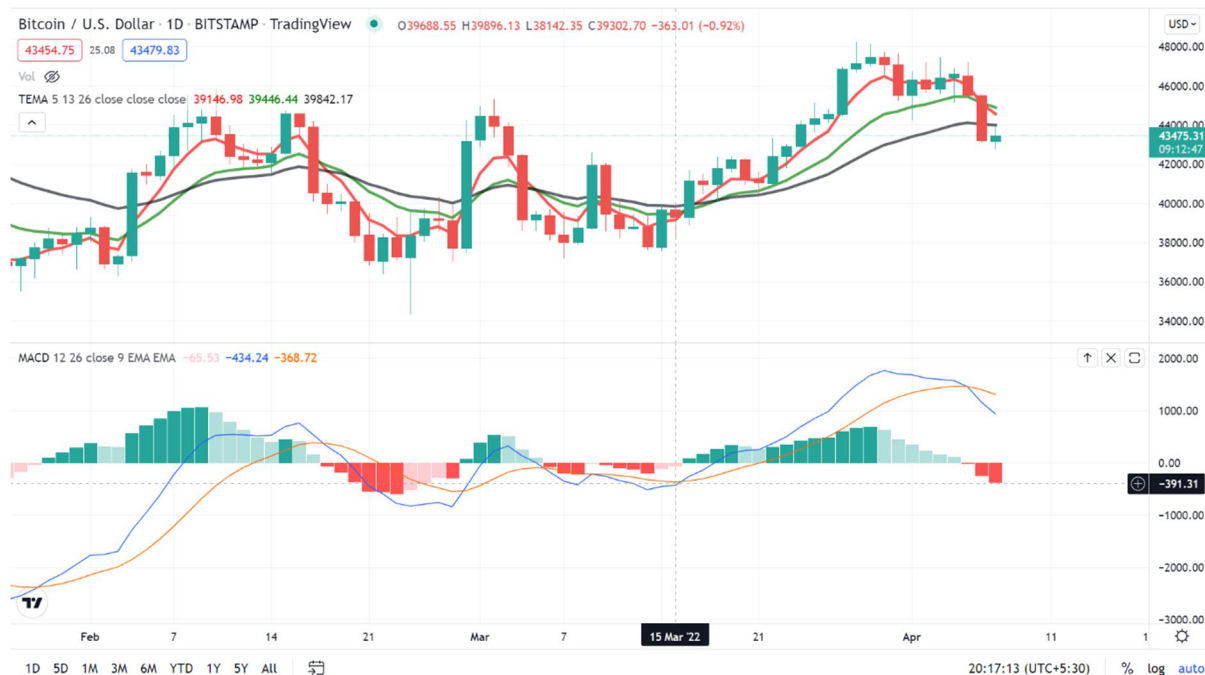 Bitcoin / U.S. Dollar · 1D · BITSTAMP · TradingView O39688.55 H39896.13 L38142.35 C39302.70 −363.01 (−0.92%)
USD
43454.75 25.08 43479.83
Vol
TEMA 5 13 26 close close close 39146.98 39446.44 39842.17
48000.00
46000.00
44000.00
43475.31
09:12:47
42000.00
40000.00
38000.00
36000.00
34000.00
MACD 12 26 close 9 EMA EMA −65.53 −434.24 −368.72
2000.00
1000.00
0.00
−391.31
−1000.00
−2000.00
−3000.00
Feb 7 14 21 Mar 7 15 Mar '22 21 Apr 11 1
1D 5D 1M 3M 6M YTD 1Y 5Y All 20:17:13 (UTC+5:30) % log auto